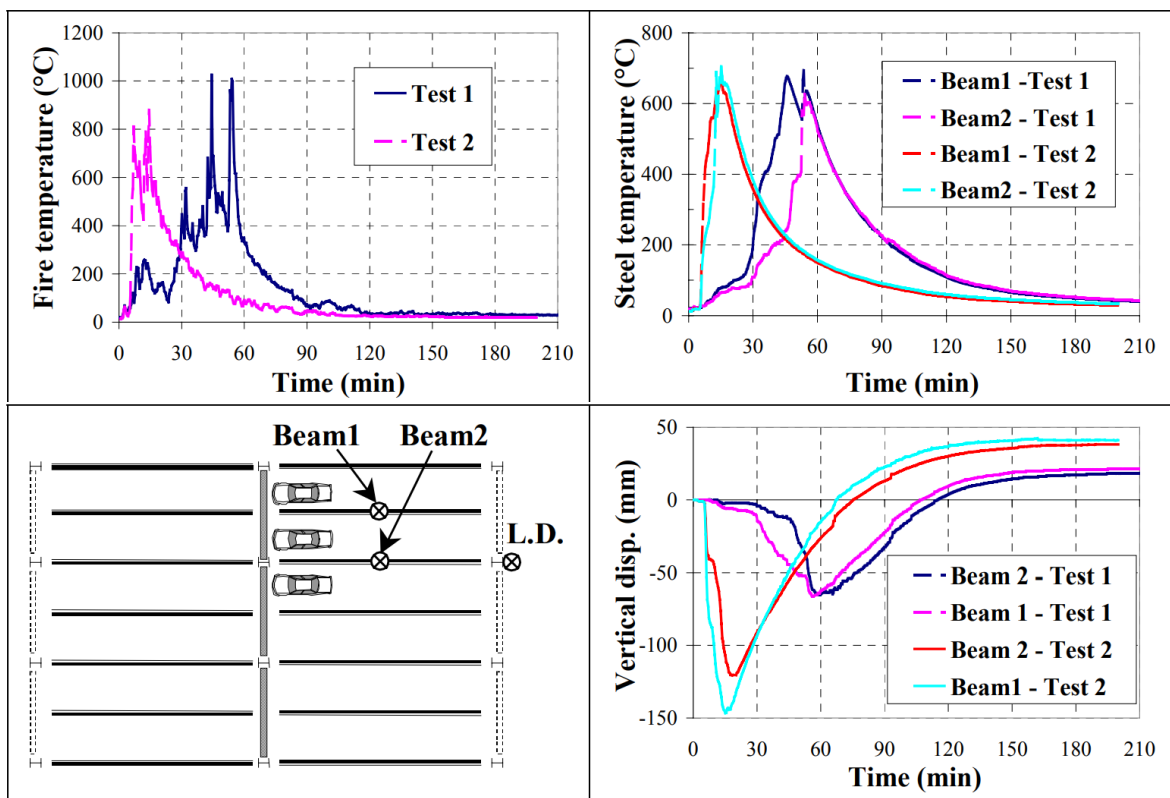 Fire temperature (°C)
1200
1000
800
600
400
200
0
Test 1
Test 2
0 30 60 90 120 150 180 210
Time (min)
Steel temperature (°C)
800
600
400
200
0
Beam1 -Test 1
Beam2 - Test 1
Beam1 - Test 2
Beam2 - Test 2
0 30 60 90 120 150 180 210
Time (min)
Beam1 Beam2
L.D.
Vertical disp. (mm)
50
0
-50
-100
-150
Beam 2 - Test 1
Beam 1 - Test 1
Beam 2 - Test 2
Beam1 - Test 2
0 30 60 90 120 150 180 210
Time (min)